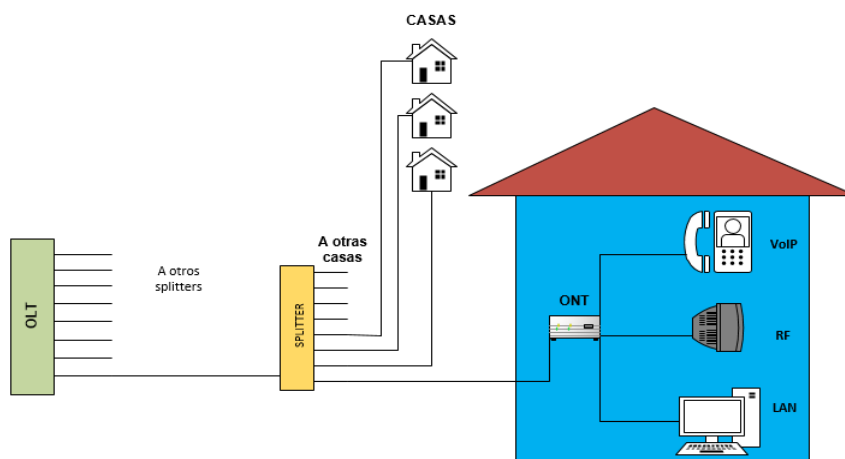 CASAS
A otras
casas
A otros
splitters
OLT
SPLITTER
ONT
VoIP
RF
LAN